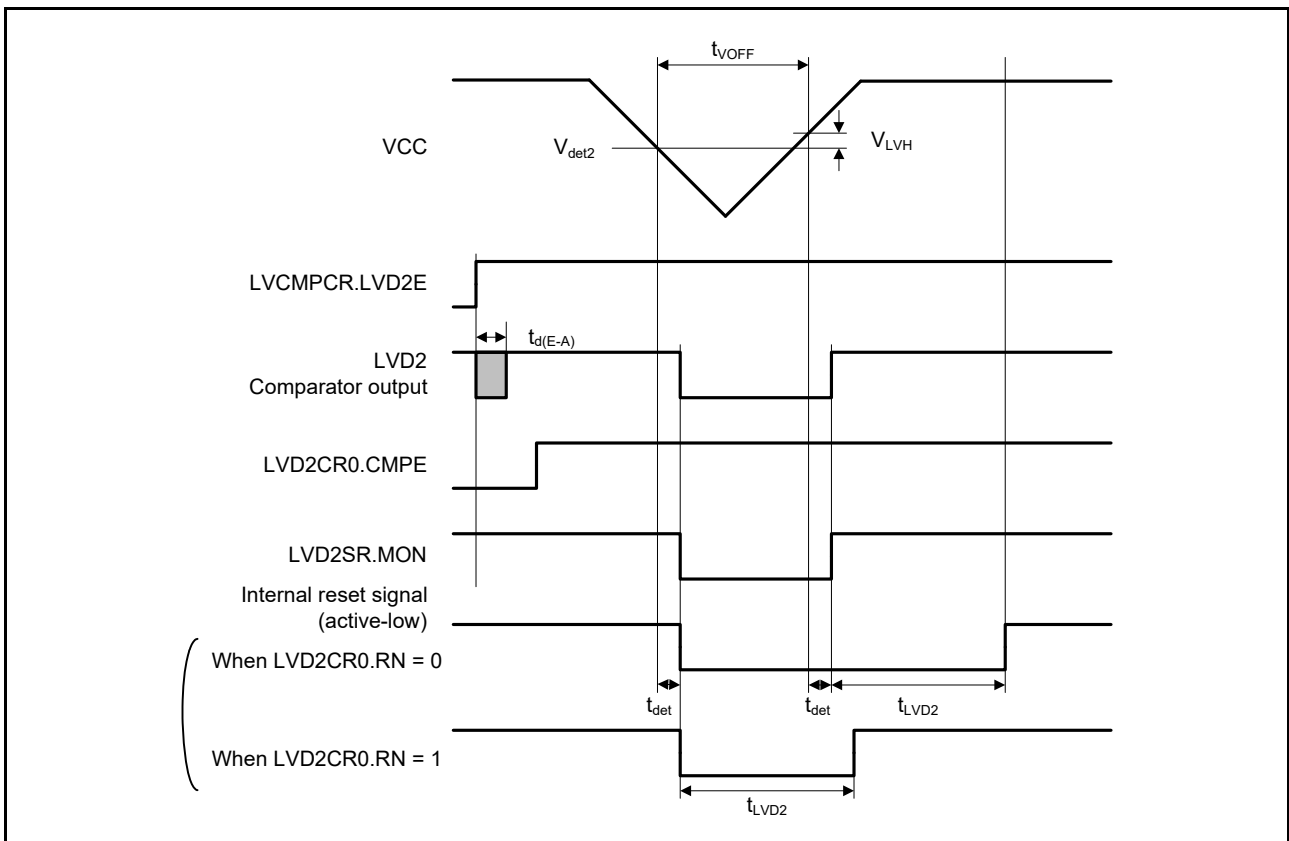 tVOFF
VCC
Vdet2
VLVH
LVCMPCR.LVD2E
td(E-A)
LVD2
Comparator output
LVD2CR0.CMPE
LVD2SR.MON
Internal reset signal
(active-low)
When LVD2CR0.RN = 0
tdet
tdet
tLVD2
When LVD2CR0.RN = 1
tLVD2